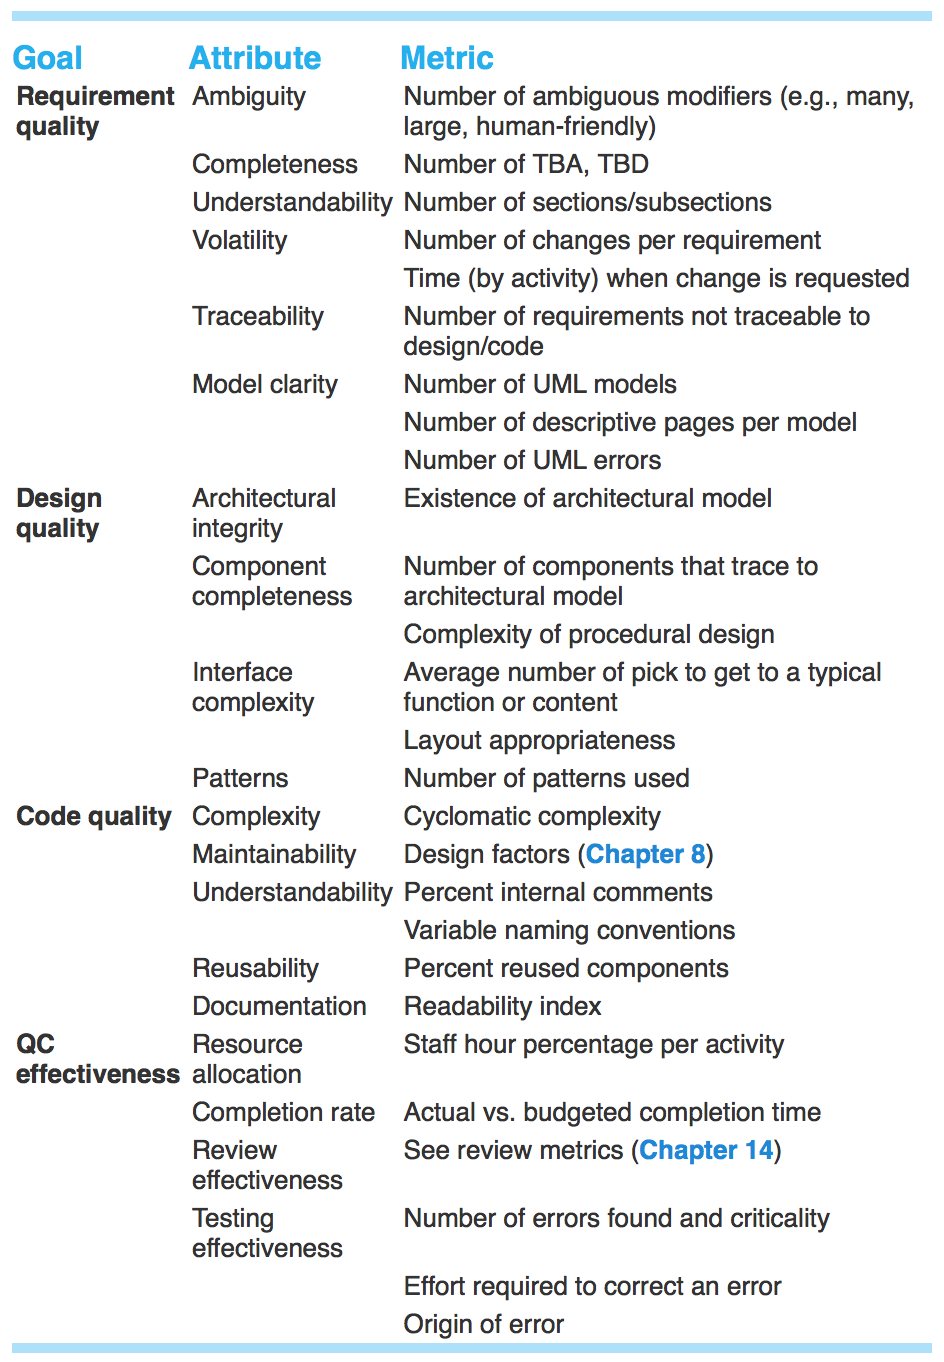 Goal Attribute Metric
Requirement Ambiguity Number of ambiguous modifiers (e.g., many,
quality large, human-friendly)
Completeness Number of TBA, TBD
Understandability Number of sections/subsections
Volatility Number of changes per requirement
Time (by activity) when change is requested
Traceability Number of requirements not traceable to
design/code
Model clarity Number of UML models
Number of descriptive pages per model
Number of UML errors
Design Architectural Existence of architectural model
quality integrity
Component Number of components that trace to
completeness architectural model
Complexity of procedural design
Interface Average number of pick to get to a typical
complexity function or content
Layout appropriateness
Patterns Number of patterns used
Code quality Complexity Cyclomatic complexity
Maintainability Design factors (Chapter 8)
Understandability Percent internal comments
Variable naming conventions
Reusability Percent reused components
Documentation Readability index
QC Resource Staff hour percentage per activity
effectiveness allocation
Completion rate Actual vs. budgeted completion time
Review See review metrics (Chapter 14)
effectiveness
Testing Number of errors found and criticality
effectiveness
Effort required to correct an error
Origin of error